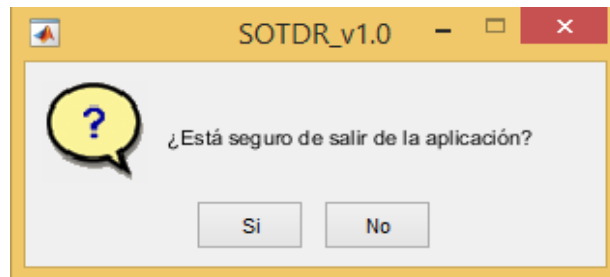 SOTDR_v1.0
?
¿Está seguro de salir de la aplicación?
Si No